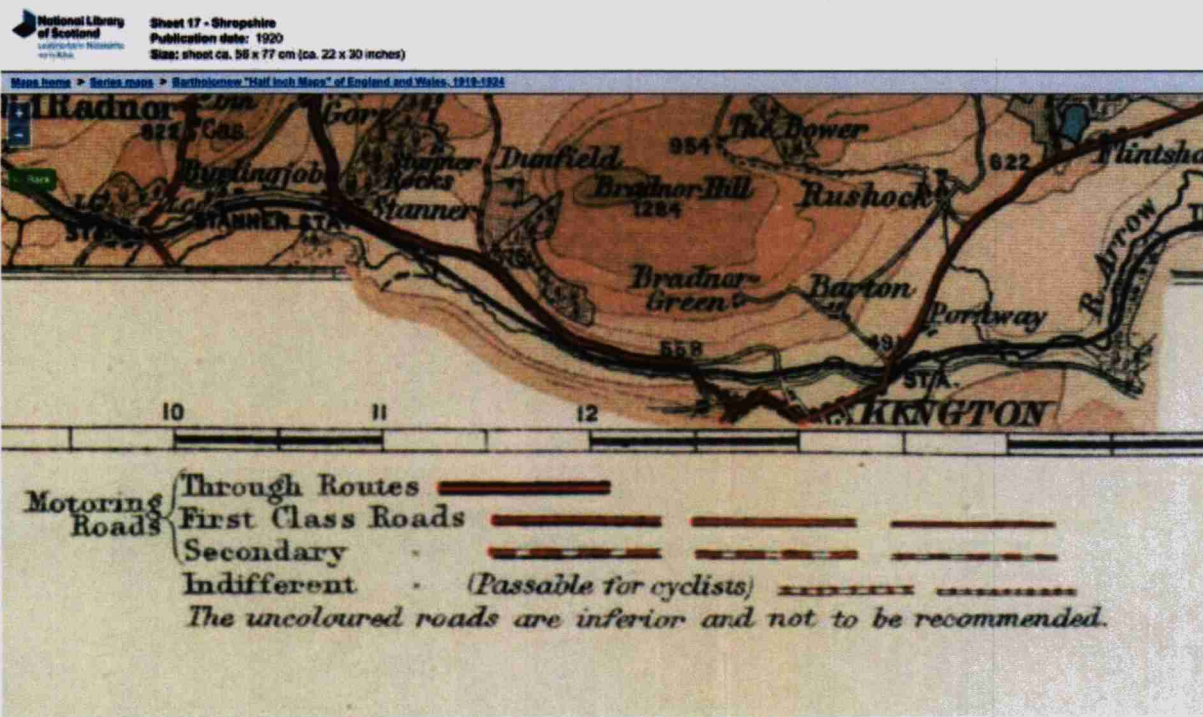 National Library
of Scotland
Sheet 17 - Shropshire
Publication date: 1920
Size: sheet ca. 56 x 77 cm (ca. 22 x 30 inches)
Maps home > Series maps > Bartholomew "Half Inch Maps" of England and Wales, 1919-1924
Radnor
822
Cas.
Gore
Stanner
Rocks
Burlingjob
Stanner
STANNER STA.
Dunfield
954
The Bower
Bradnor Hill
1284
Rushock
622
Flintsh
Bradnor-
Green
Barton
Portway
R. Arrow
558
491
STA.
KINGTON
10 11 12
Motoring
Roads
Through Routes
First Class Roads
Secondary "
Indifferent " (Passable for cyclists)
The uncoloured roads are inferior and not to be recommended.